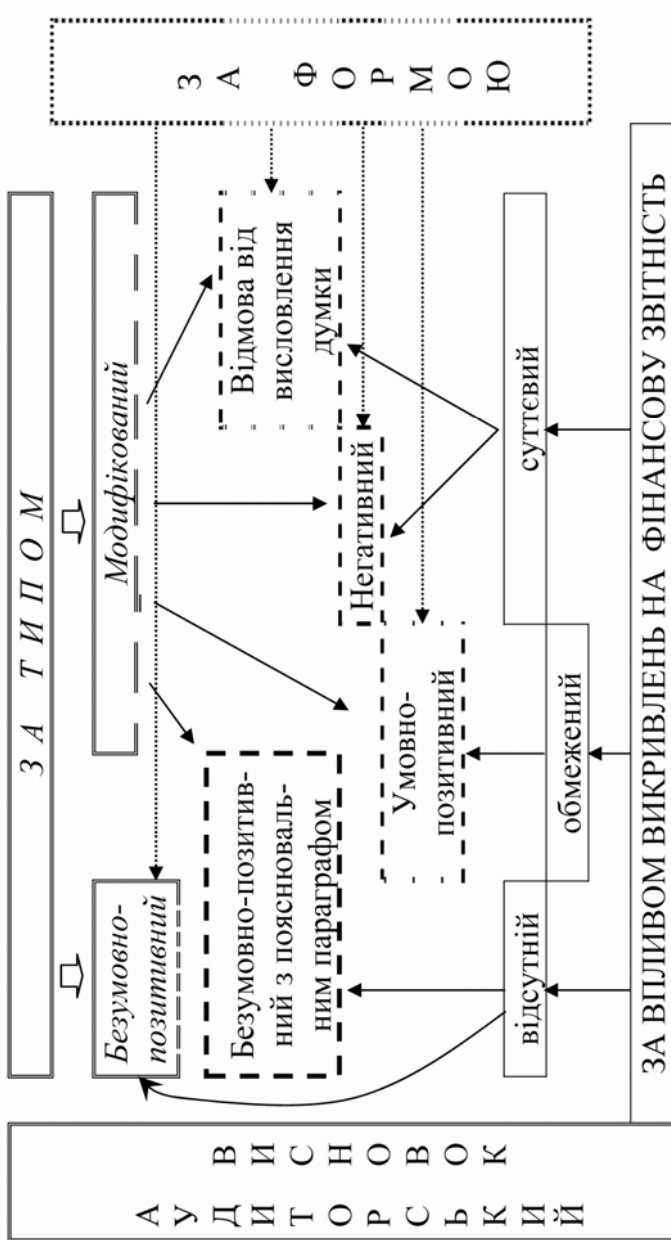 АУДИТОРСЬКИЙ
ВИСНОВОК
ЗА ТИПОМ
Безумовно-
позитивний
Модифікований
Безумовно-позитив-
ний з пояснюваль-
ним параграфом
Відмова від
висловлення
думки
Негативний
Умовно-
позитивний
відсутній
обмежений
суттєвий
ЗА ВПЛИВОМ ВИКРИВЛЕНЬ НА ФІНАНСОВУ ЗВІТНІСТЬ
ЗА ФОРМОЮ